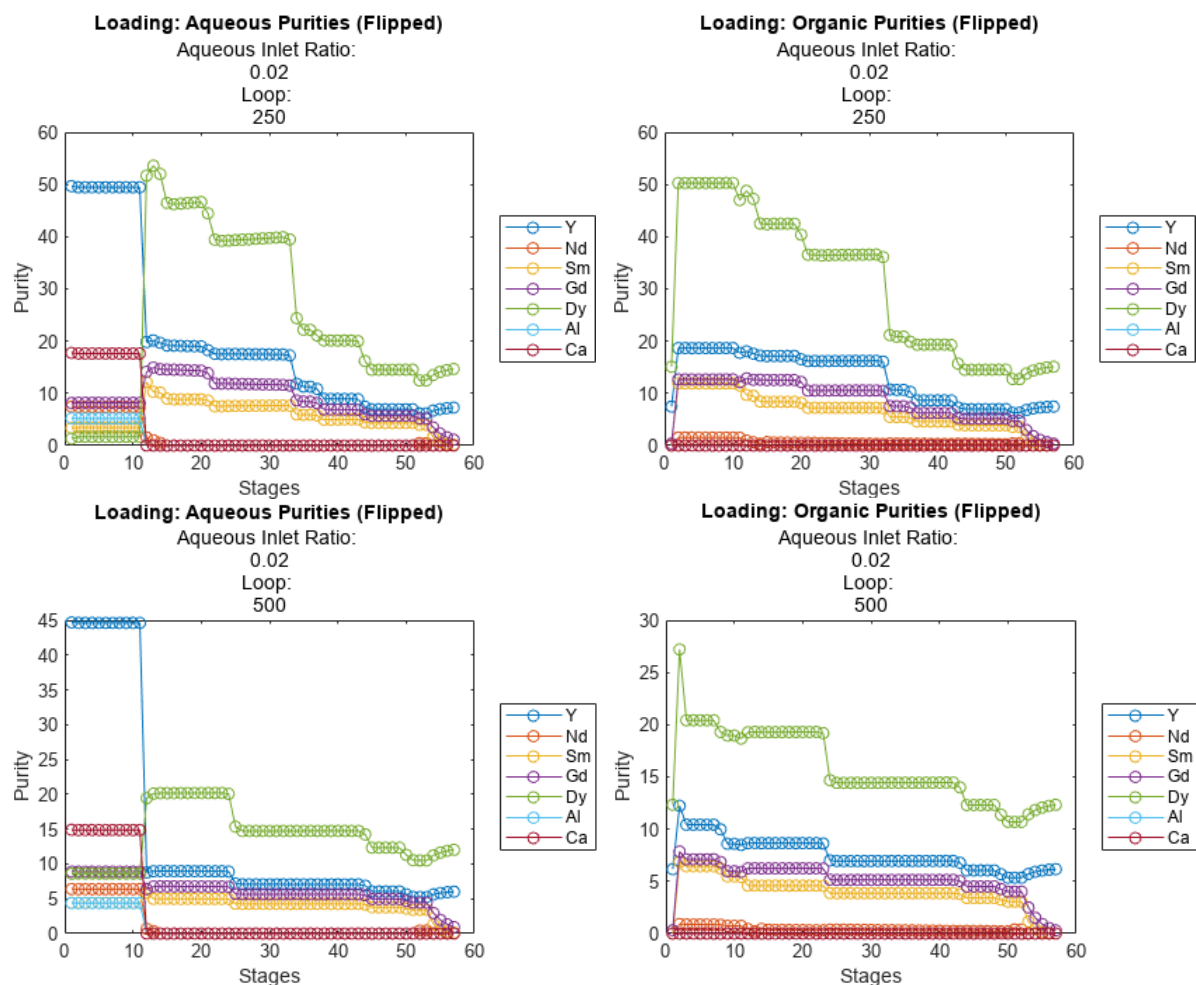 Loading: Aqueous Purities (Flipped)
Aqueous Inlet Ratio:
0.02
Loop:
250
60
50
40
30
20
10
0
Purity
0 10 20 30 40 50 60
Stages
Y
Nd
Sm
Gd
Dy
Al
Ca
Loading: Organic Purities (Flipped)
Aqueous Inlet Ratio:
0.02
Loop:
250
60
50
40
30
20
10
0
Purity
0 10 20 30 40 50 60
Stages
Y
Nd
Sm
Gd
Dy
Al
Ca
Loading: Aqueous Purities (Flipped)
Aqueous Inlet Ratio:
0.02
Loop:
500
45
40
35
30
25
20
15
10
5
0
Purity
0 10 20 30 40 50 60
Stages
Y
Nd
Sm
Gd
Dy
Al
Ca
Loading: Organic Purities (Flipped)
Aqueous Inlet Ratio:
0.02
Loop:
500
30
25
20
15
10
5
0
Purity
0 10 20 30 40 50 60
Stages
Y
Nd
Sm
Gd
Dy
Al
Ca